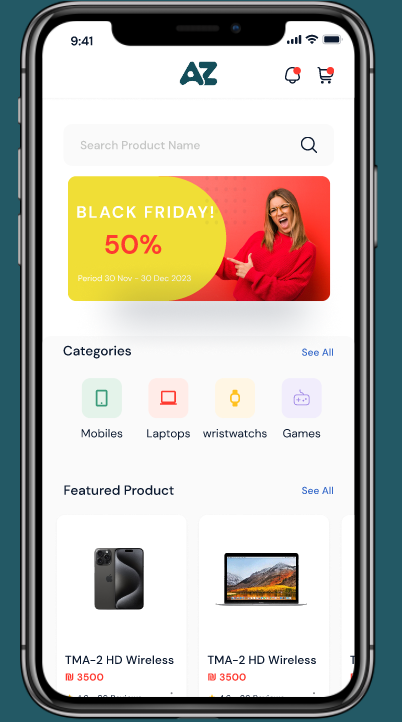 9:41
AZ
Search Product Name
BLACK FRIDAY!
50%
Period 30 Nov - 30 Dec 2023
Categories
See All
Mobiles Laptops wristwatchs Games
Featured Product
See All
TMA-2 HD Wireless TMA-2 HD Wireless
₪ 3500 ₪ 3500